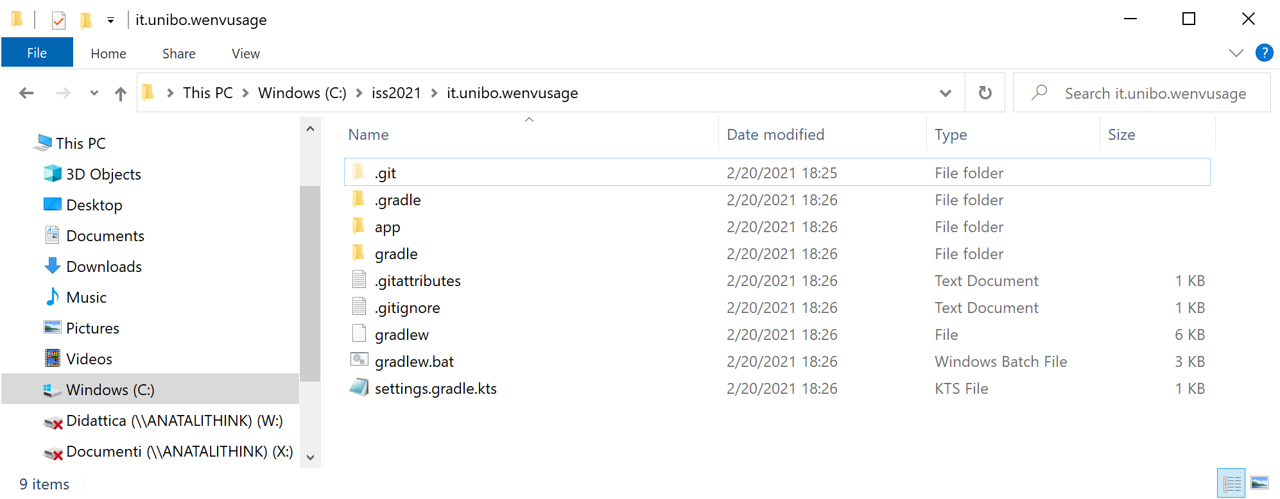 it.unibo.wenvusage
File Home Share View
This PC Windows (C:) iss2021 it.unibo.wenvusage Search it.unibo.wenvusage
This PC
3D Objects
Desktop
Documents
Downloads
Music
Pictures
Videos
Windows (C:)
Didattica (\\ANATALITHINK) (W:)
Documenti (\\ANATALITHINK) (X:)
Name Date modified Type Size
.git 2/20/2021 18:25 File folder
.gradle 2/20/2021 18:26 File folder
app 2/20/2021 18:26 File folder
gradle 2/20/2021 18:26 File folder
.gitattributes 2/20/2021 18:26 Text Document 1 KB
.gitignore 2/20/2021 18:26 Text Document 1 KB
gradlew 2/20/2021 18:26 File 6 KB
gradlew.bat 2/20/2021 18:26 Windows Batch File 3 KB
settings.gradle.kts 2/20/2021 18:26 KTS File 1 KB
9 items